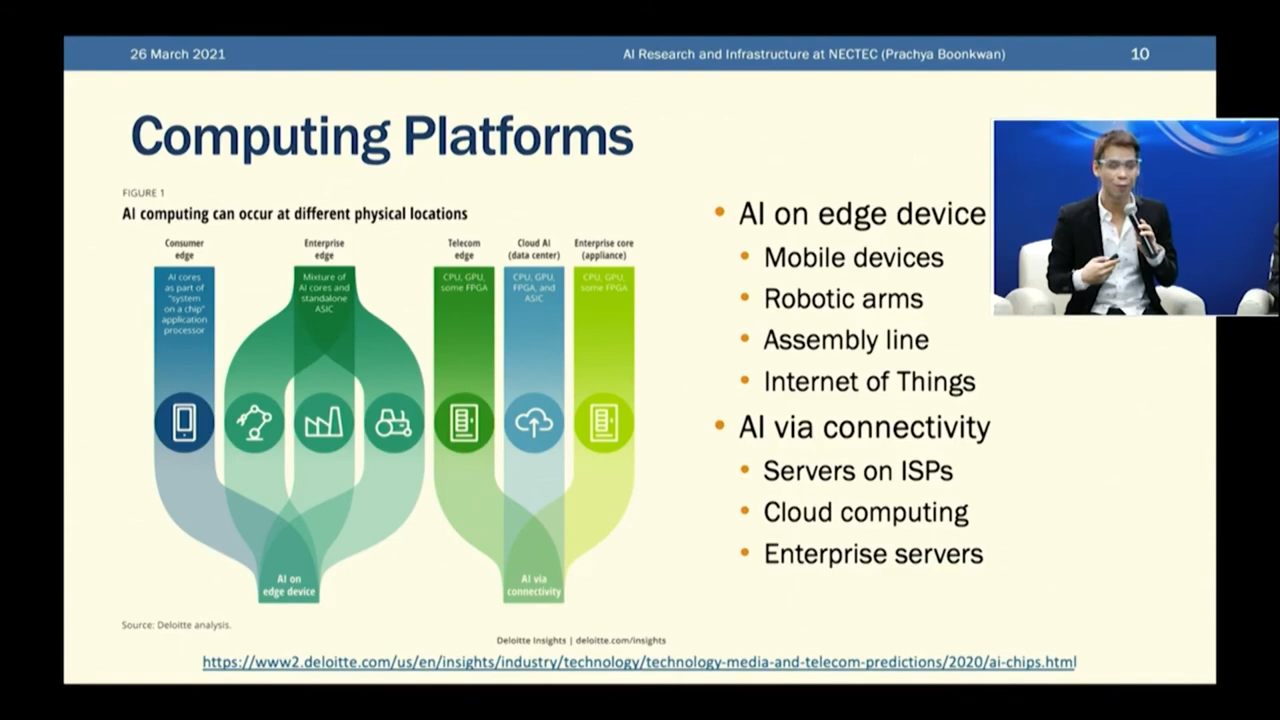 26 March 2021
AI Research and Infrastructure at NECTEC (Prachya Boonkwan)
10
Computing Platforms
FIGURE 1
AI computing can occur at different physical locations
Consumer
edge
Enterprise
edge
Telecom
edge
Cloud AI
(data center)
Enterprise core
(appliance)
AI cores
as part of
"system
on a chip"
application
processor
Mixture of
AI cores and
standalone
ASIC
CPU, GPU,
some FPGA
CPU, GPU,
FPGA, and
ASIC
CPU, GPU,
some FPGA
AI on
edge device
AI via
connectivity
Source: Deloitte analysis.
Deloitte Insights | deloitte.com/insights
• AI on edge device
• Mobile devices
• Robotic arms
• Assembly line
• Internet of Things
• AI via connectivity
• Servers on ISPs
• Cloud computing
• Enterprise servers
https://www2.deloitte.com/us/en/insights/industry/technology/technology-media-and-telecom-predictions/2020/ai-chips.html